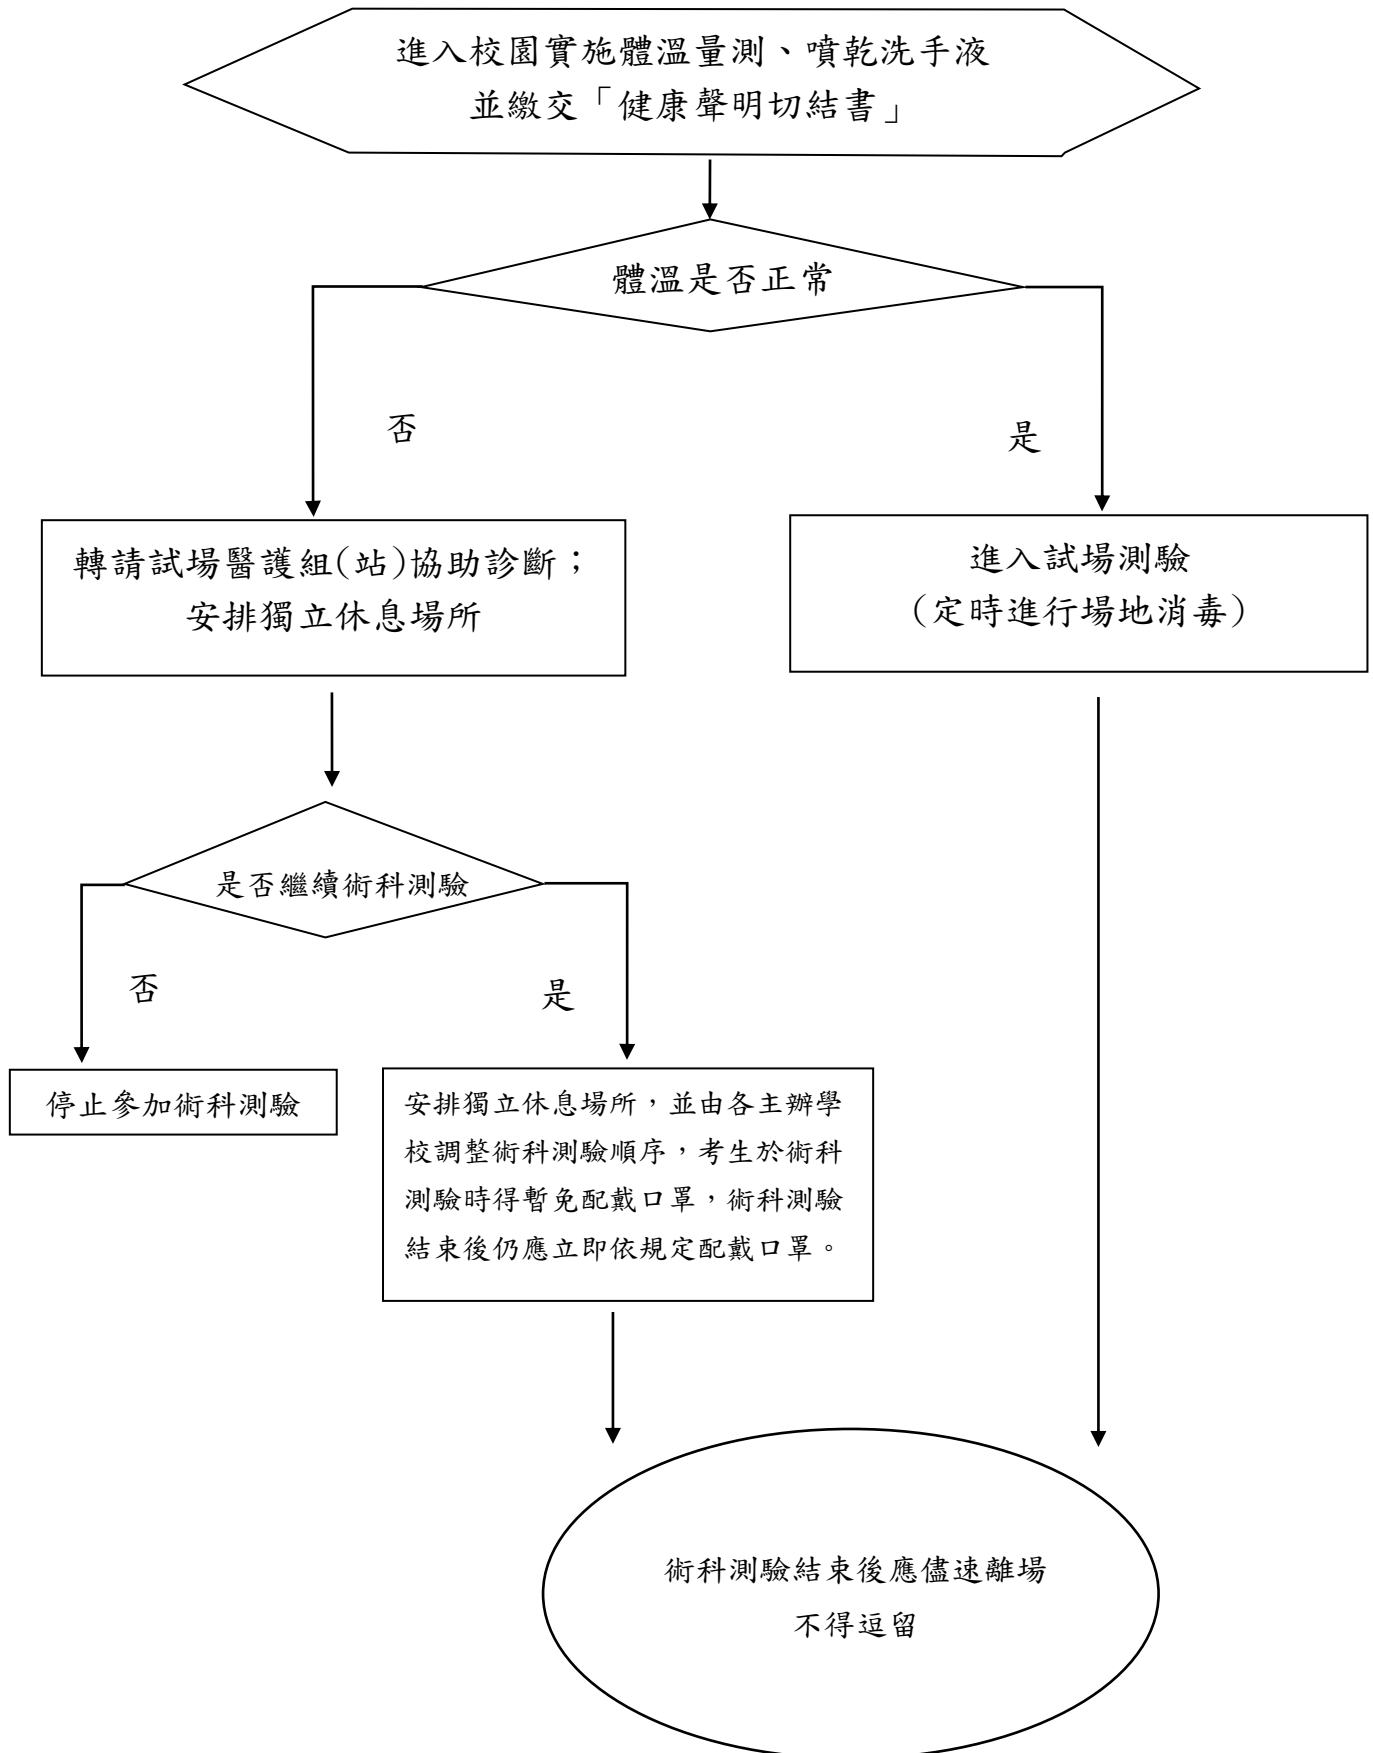 進入校園實施體溫量測、噴乾洗手液
並繳交「健康聲明切結書」
體溫是否正常
否
是
轉請試場醫護組(站)協助診斷；
安排獨立休息場所
進入試場測驗
(定時進行場地消毒)
是否繼續術科測驗
否
是
停止參加術科測驗
安排獨立休息場所，並由各主辦學
校調整術科測驗順序，考生於術科
測驗時得暫免配戴口罩，術科測驗
結束後仍應立即依規定配戴口罩。
術科測驗結束後應儘速離場
不得逗留